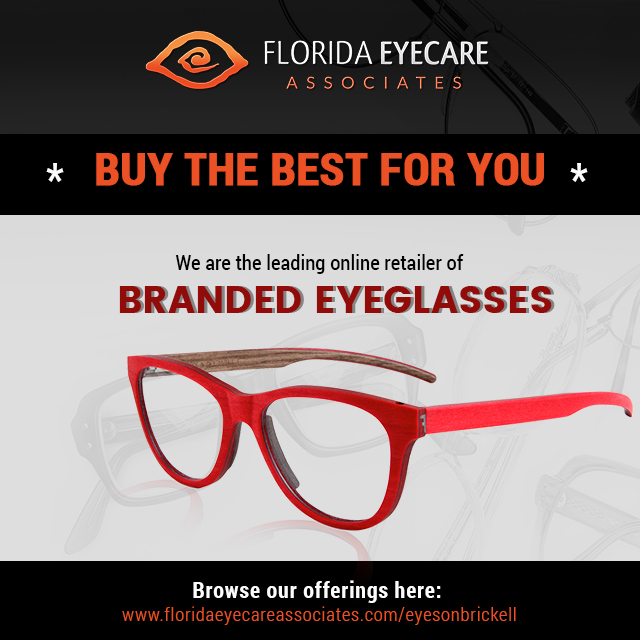 FLORIDA EYECARE
ASSOCIATES
* BUY THE BEST FOR YOU *
We are the leading online retailer of
BRANDED EYEGLASSES
Browse our offerings here:
www.floridaeyecareassociates.com/eyesonbrickell